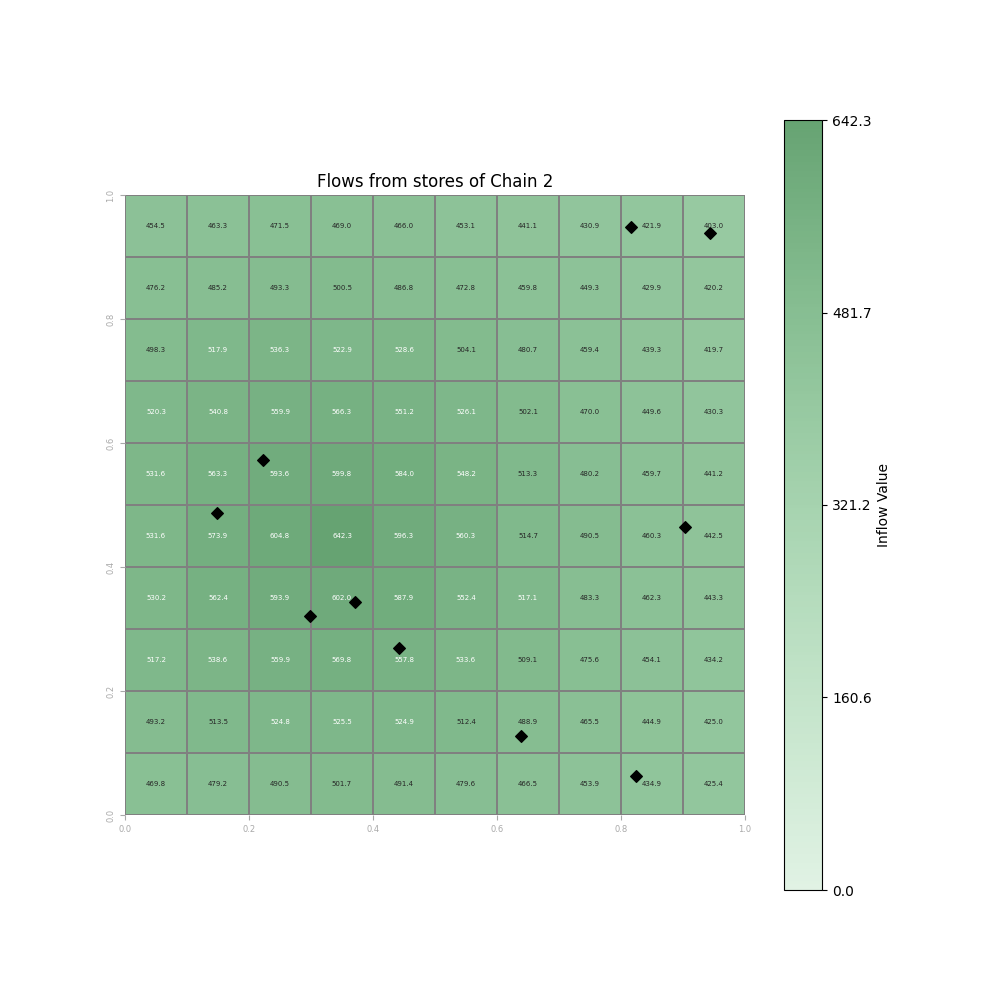 Flows from stores of Chain 2
454.5 463.3 471.5 469.0 466.0 453.1 441.1 430.9 421.9 403.0
476.2 485.2 493.3 500.5 486.8 472.8 459.8 449.3 429.9 420.2
498.3 517.9 536.3 522.9 528.6 504.1 480.7 459.4 439.3 419.7
520.3 540.8 559.9 566.3 551.2 526.1 502.1 470.0 449.6 430.3
531.6 563.3 593.6 599.8 584.0 548.2 513.3 480.2 459.7 441.2
531.6 573.9 604.8 642.3 596.3 560.3 514.7 490.5 460.3 442.5
530.2 562.4 593.9 602.0 587.9 552.4 517.1 483.3 462.3 443.3
517.2 538.6 559.9 569.8 557.8 533.6 509.1 475.6 454.1 434.2
493.2 513.5 524.8 525.5 524.9 512.4 488.9 465.5 444.9 425.0
469.8 479.2 490.5 501.7 491.4 479.6 466.5 453.9 434.9 425.4
1.0
0.8
0.6
0.4
0.2
0.0
0.0 0.2 0.4 0.6 0.8 1.0
642.3
481.7
321.2
160.6
0.0
Inflow Value